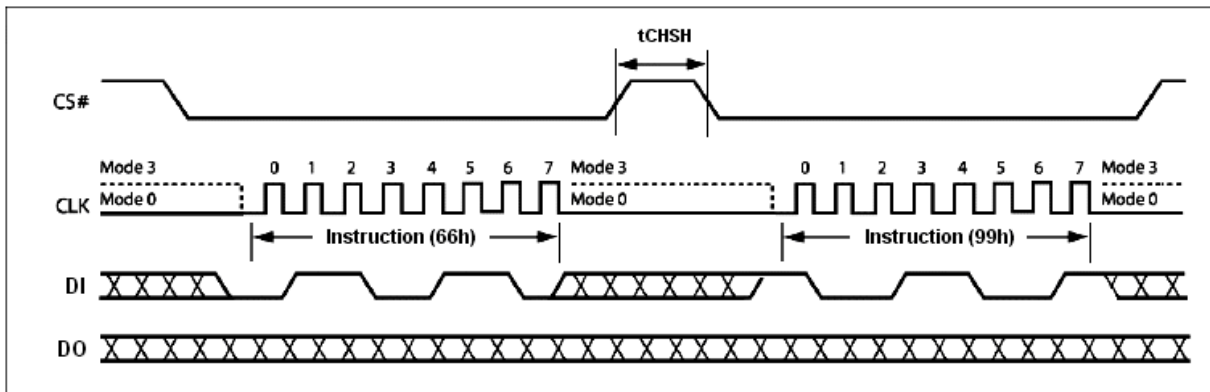 tCHSH
CS#
Mode 3 0 1 2 3 4 5 6 7 Mode 3 0 1 2 3 4 5 6 7 Mode 3
CLK Mode 0 Mode 0 Mode 0
Instruction (66h) Instruction (99h)
DI
DO